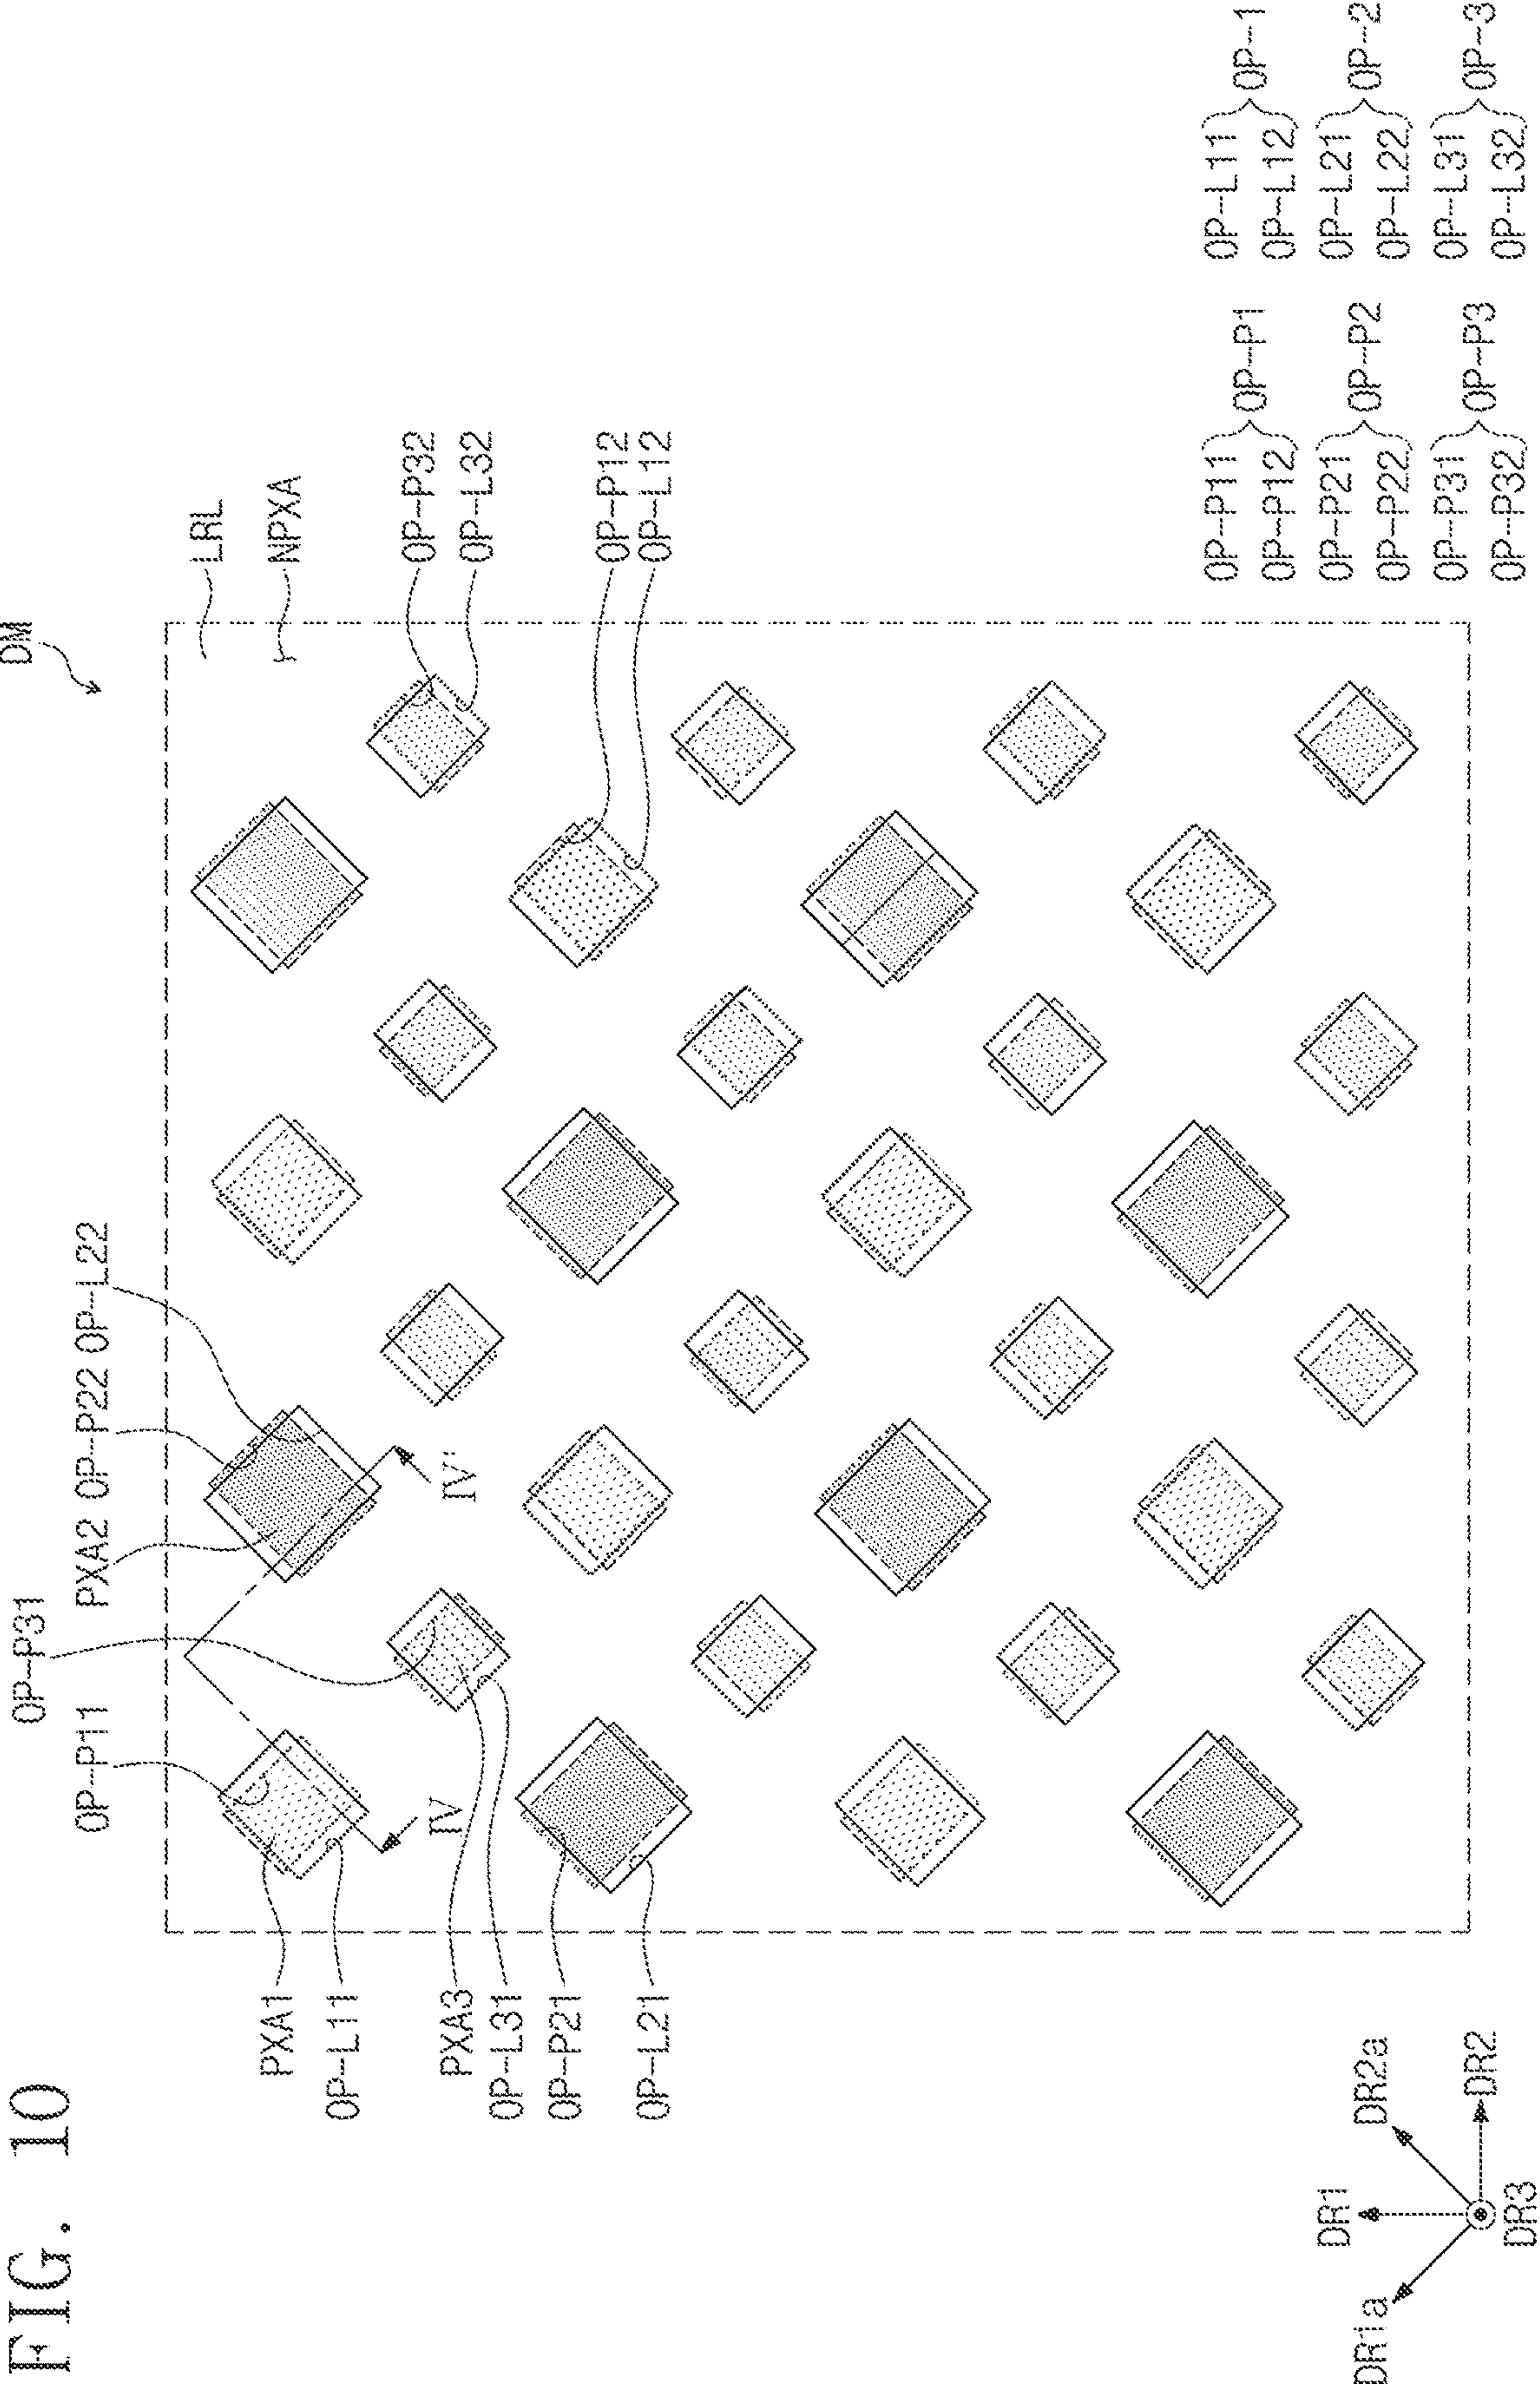 FIG. 10
DM
OP-P31
OP-P11
PXA2
OP-P22
OP-L22
LRL
NPXA
OP-P32
OP-L32
OP-P12
OP-L12
PXA1
OP-L11
PXA3
OP-L31
OP-P21
OP-L21
IV
IV'
DR1a
DR1
DR2a
DR2
DR3
OP-P11
OP-P12
OP-P1
OP-P21
OP-P22
OP-P2
OP-P31
OP-P32
OP-P3
OP-L11
OP-L12
OP-1
OP-L21
OP-L22
OP-2
OP-L31
OP-L32
OP-3